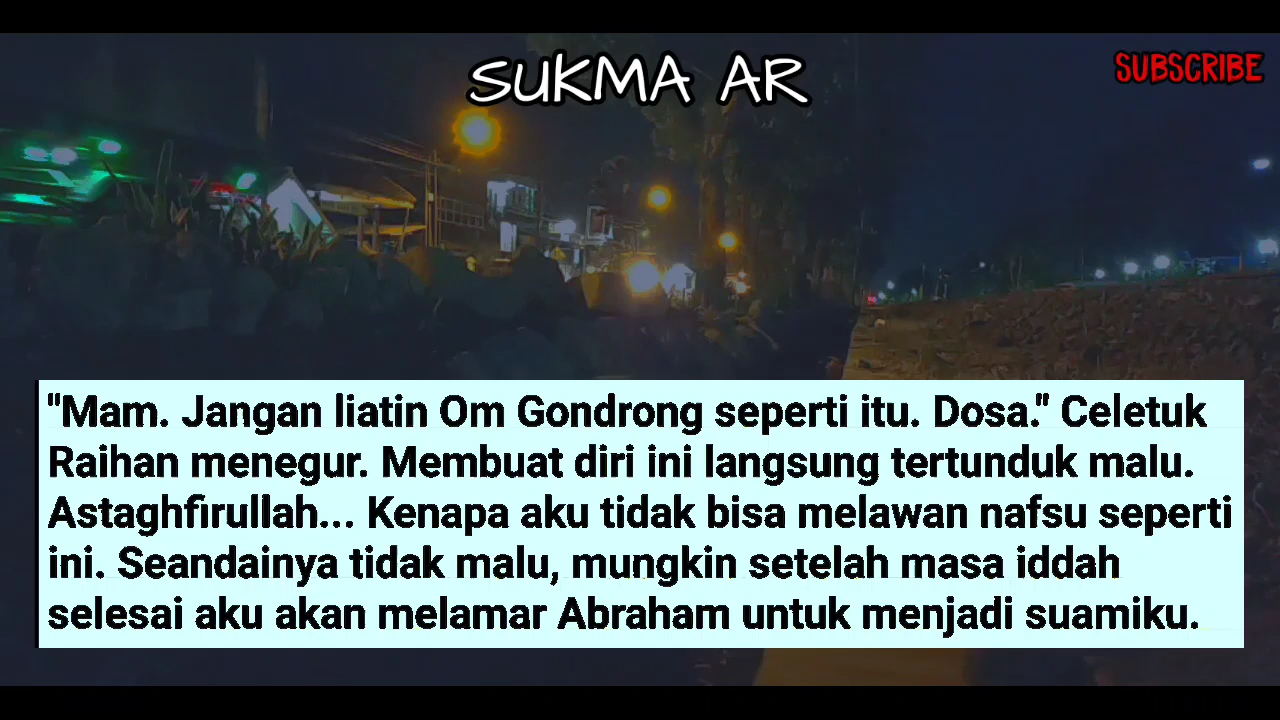 SUKMA AR
SUBSCRIBE
"Mam. Jangan liatin Om Gondrong seperti itu. Dosa." Celetuk
Raihan menegur. Membuat diri ini langsung tertunduk malu.
Astaghfirullah... Kenapa aku tidak bisa melawan nafsu seperti
ini. Seandainya tidak malu, mungkin setelah masa iddah
selesai aku akan melamar Abraham untuk menjadi suamiku.